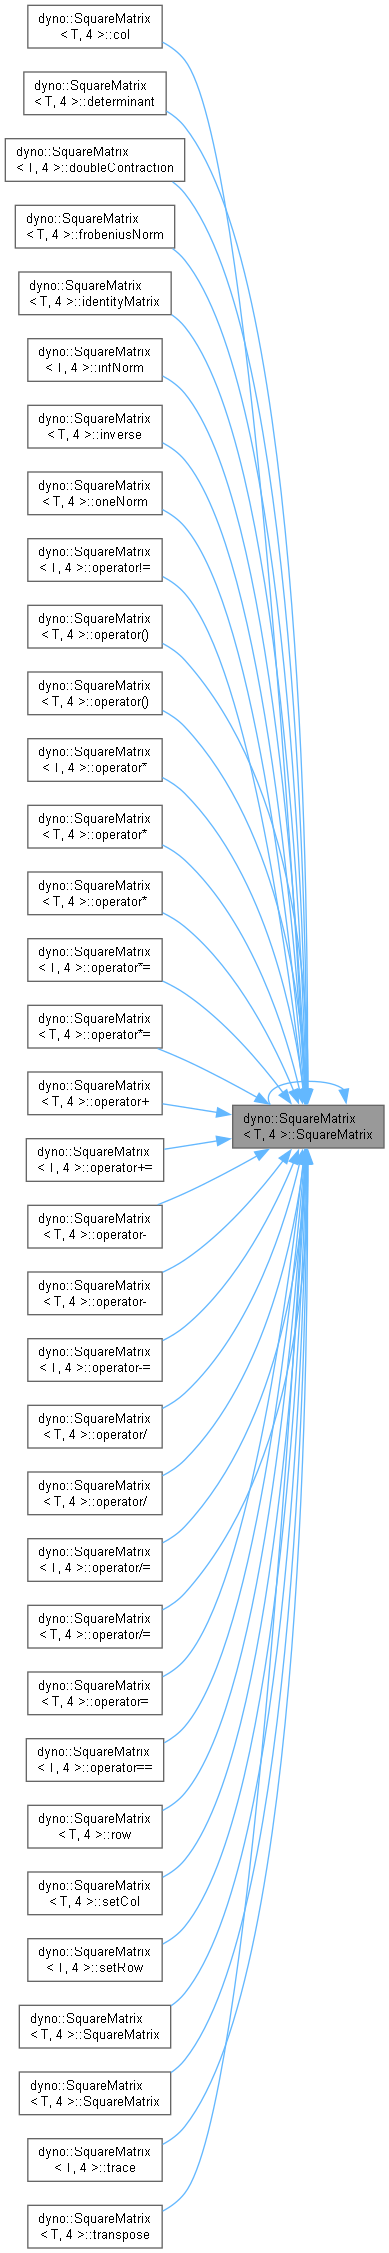 dyno::SquareMatrix
< T, 4 >::col
dyno::SquareMatrix
< T, 4 >::determinant
dyno::SquareMatrix
< T, 4 >::doubleContraction
dyno::SquareMatrix
< T, 4 >::frobeniusNorm
dyno::SquareMatrix
< T, 4 >::identityMatrix
dyno::SquareMatrix
< T, 4 >::infNorm
dyno::SquareMatrix
< T, 4 >::inverse
dyno::SquareMatrix
< T, 4 >::oneNorm
dyno::SquareMatrix
< T, 4 >::operator!=
dyno::SquareMatrix
< T, 4 >::operator()
dyno::SquareMatrix
< T, 4 >::operator()
dyno::SquareMatrix
< T, 4 >::operator*
dyno::SquareMatrix
< T, 4 >::operator*
dyno::SquareMatrix
< T, 4 >::operator*
dyno::SquareMatrix
< T, 4 >::operator*=
dyno::SquareMatrix
< T, 4 >::operator*=
dyno::SquareMatrix
< T, 4 >::operator+
dyno::SquareMatrix
< T, 4 >::SquareMatrix
dyno::SquareMatrix
< T, 4 >::operator+=
dyno::SquareMatrix
< T, 4 >::operator-
dyno::SquareMatrix
< T, 4 >::operator-
dyno::SquareMatrix
< T, 4 >::operator-=
dyno::SquareMatrix
< T, 4 >::operator/
dyno::SquareMatrix
< T, 4 >::operator/
dyno::SquareMatrix
< T, 4 >::operator/=
dyno::SquareMatrix
< T, 4 >::operator/=
dyno::SquareMatrix
< T, 4 >::operator=
dyno::SquareMatrix
< T, 4 >::operator==
dyno::SquareMatrix
< T, 4 >::row
dyno::SquareMatrix
< T, 4 >::setCol
dyno::SquareMatrix
< T, 4 >::setRow
dyno::SquareMatrix
< T, 4 >::SquareMatrix
dyno::SquareMatrix
< T, 4 >::SquareMatrix
dyno::SquareMatrix
< T, 4 >::trace
dyno::SquareMatrix
< T, 4 >::transpose